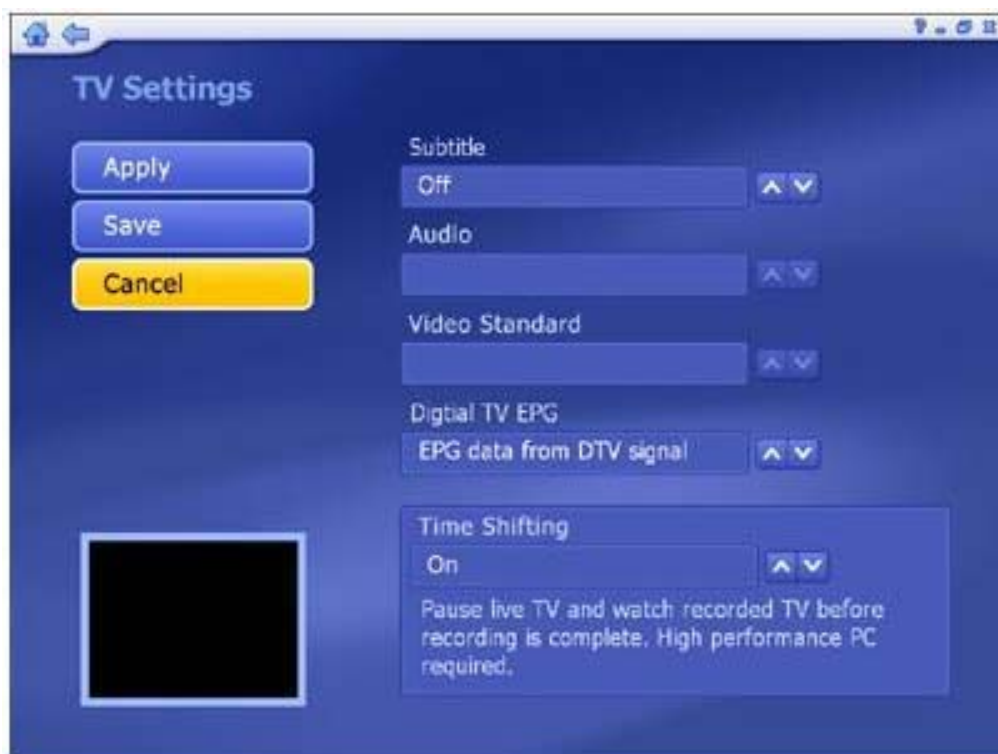 TV Settings
Apply
Save
Cancel
Subtitle
Off
Audio
Video Standard
Digtial TV EPG
EPG data from DTV signal
Time Shifting
On
Pause live TV and watch recorded TV before
recording is complete. High performance PC
required.